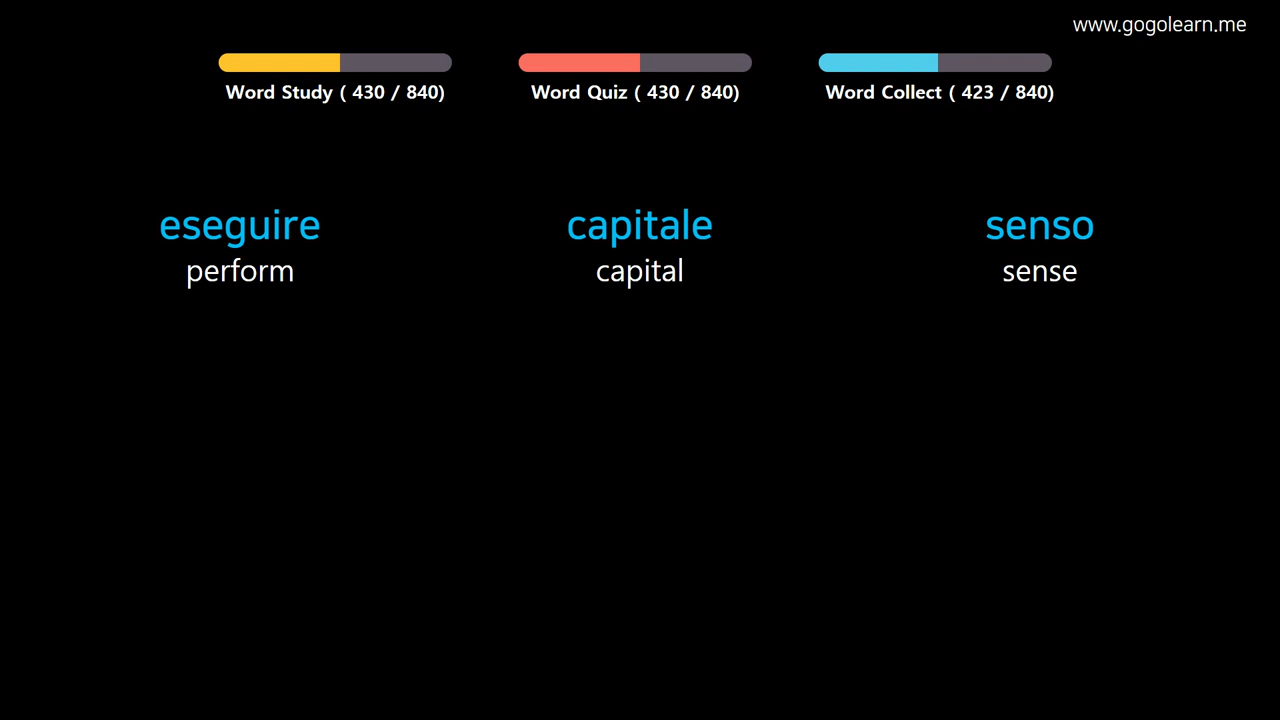 www.gogolearn.me
Word Study ( 430 / 840)
Word Quiz ( 430 / 840)
Word Collect ( 423 / 840)
eseguire
perform
capitale
capital
senso
sense